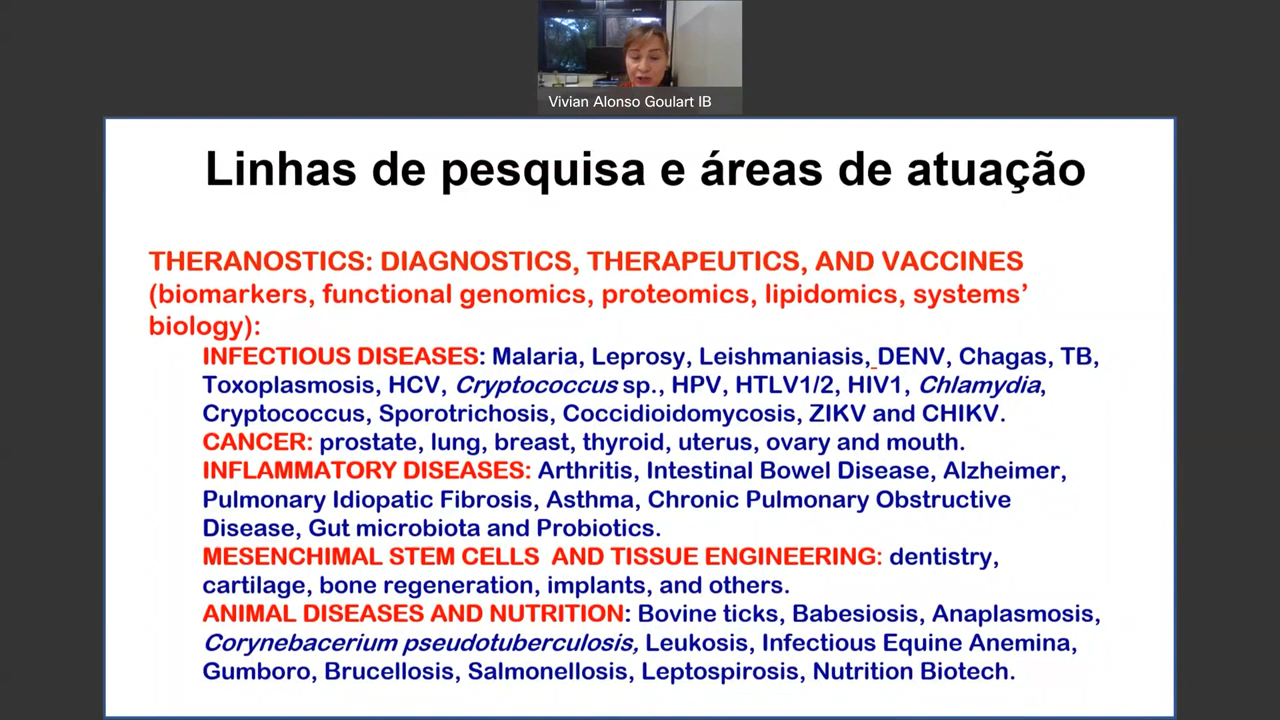 Vivian Alonso Goulart IB
Linhas de pesquisa e áreas de atuação
THERANOSTICS: DIAGNOSTICS, THERAPEUTICS, AND VACCINES
(biomarkers, functional genomics, proteomics, lipidomics, systems’
biology):
INFECTIOUS DISEASES: Malaria, Leprosy, Leishmaniasis, DENV, Chagas, TB,
Toxoplasmosis, HCV, Cryptococcus sp., HPV, HTLV1/2, HIV1, Chlamydia,
Cryptococcus, Sporotrichosis, Coccidioidomycosis, ZIKV and CHIKV.
CANCER: prostate, lung, breast, thyroid, uterus, ovary and mouth.
INFLAMMATORY DISEASES: Arthritis, Intestinal Bowel Disease, Alzheimer,
Pulmonary Idiopatic Fibrosis, Asthma, Chronic Pulmonary Obstructive
Disease, Gut microbiota and Probiotics.
MESENCHIMAL STEM CELLS AND TISSUE ENGINEERING: dentistry,
cartilage, bone regeneration, implants, and others.
ANIMAL DISEASES AND NUTRITION: Bovine ticks, Babesiosis, Anaplasmosis,
Corynebacerium pseudotuberculosis, Leukosis, Infectious Equine Anemina,
Gumboro, Brucellosis, Salmonellosis, Leptospirosis, Nutrition Biotech.